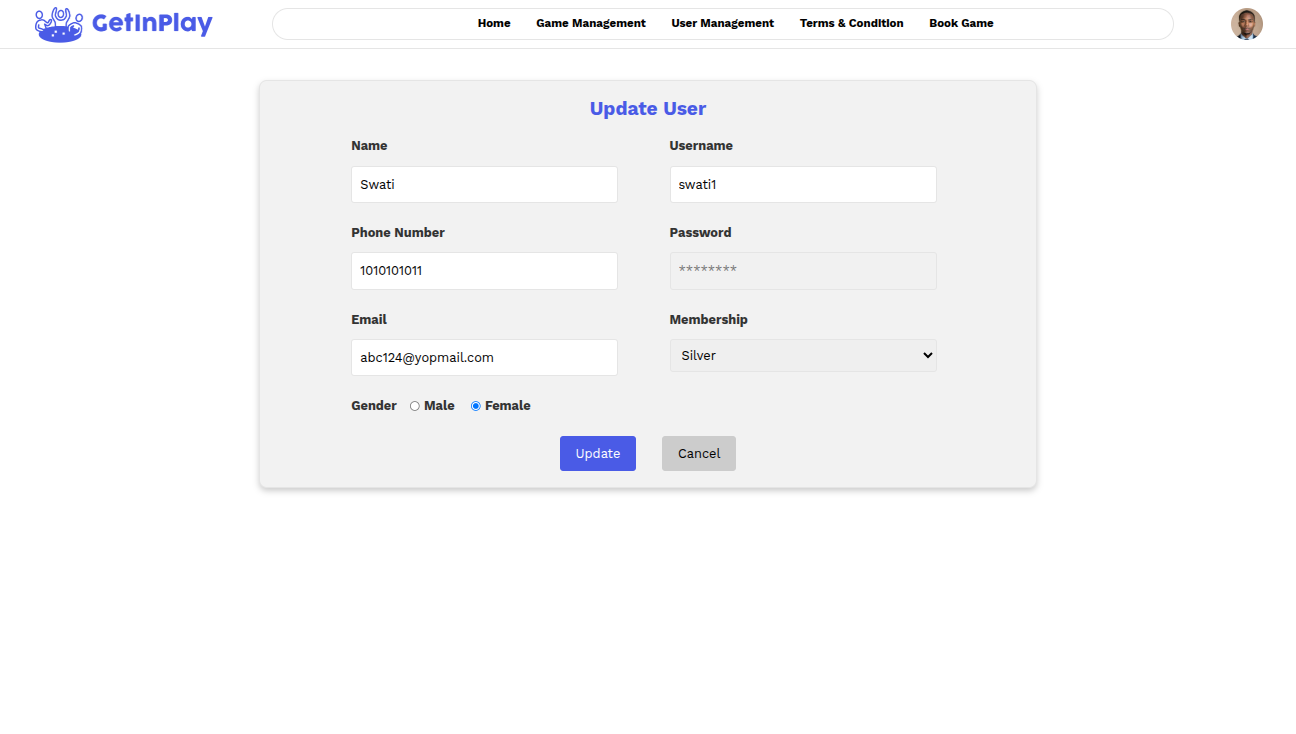 GetInPlay
Home Game Management User Management Terms & Condition Book Game
Update User
Name Username
Swati swati1
Phone Number Password
1010101011 ********
Email Membership
abc124@yopmail.com Silver
Gender Male Female
Update Cancel